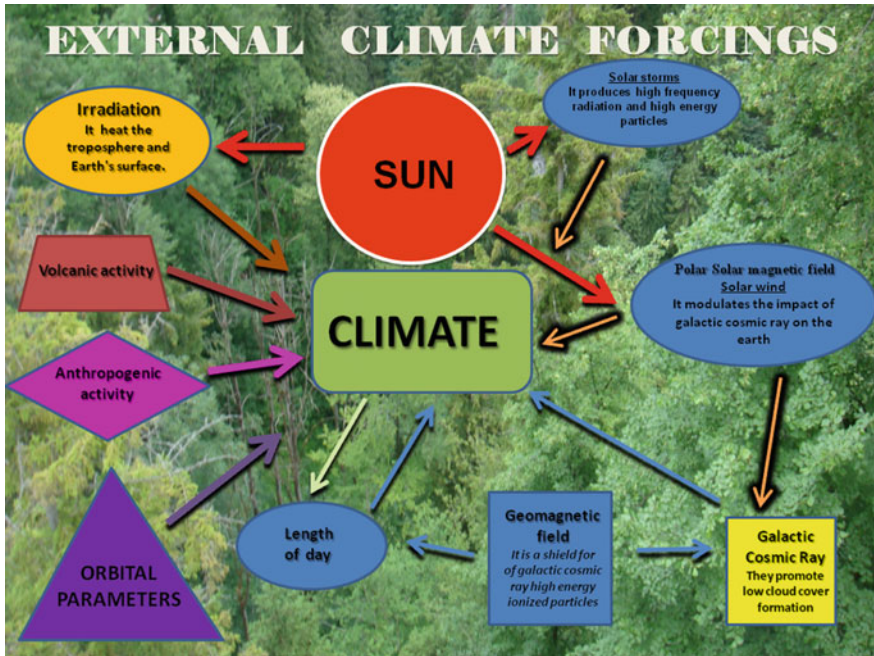 EXTERNAL CLIMATE FORCINGS
Irradiation
It heat the
troposphere and
Earth's surface.
SUN
Solar storms
It produces high frequency
radiation and high energy
particles
Volcanic activity
CLIMATE
Polar Solar magnetic field
Solar wind
It modulates the impact of
galactic cosmic ray on the
earth
Anthropogenic
activity
ORBITAL
PARAMETERS
Length
of day
Geomagnetic
field
It is a shield for
of galactic cosmic
ray high energy
ionized particles
Galactic
Cosmic Ray
They promote
low cloud cover
formation